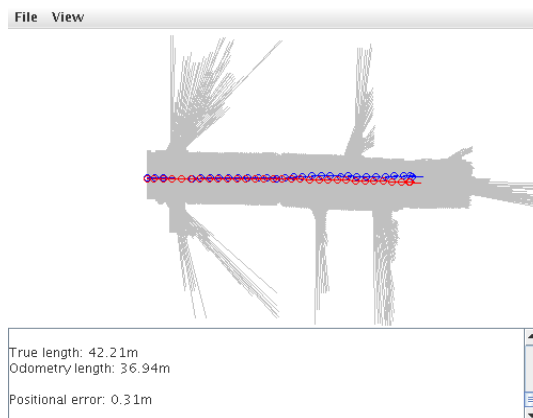 File View
True length: 42.21m
Odometry length: 36.94m
Positional error: 0.31m